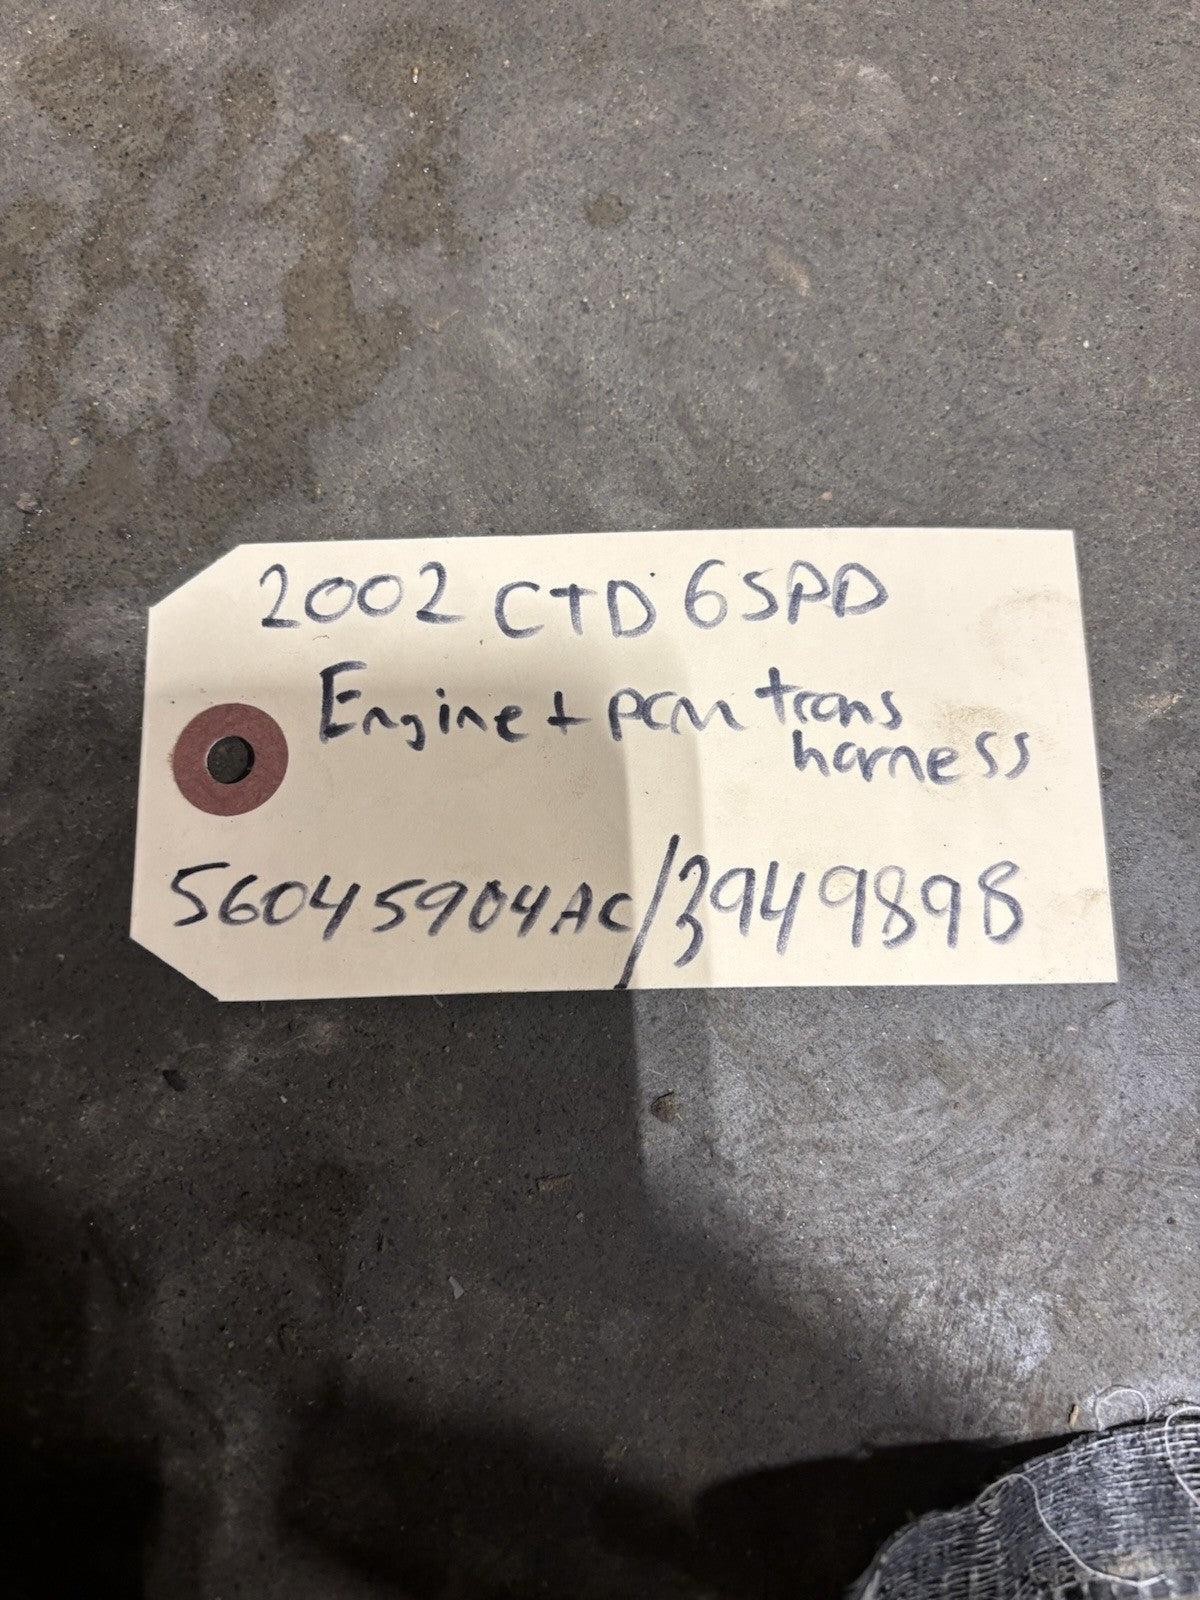 2002 CTD 6SPD
Engine + PCM trans
harness
56045904AC/3949898